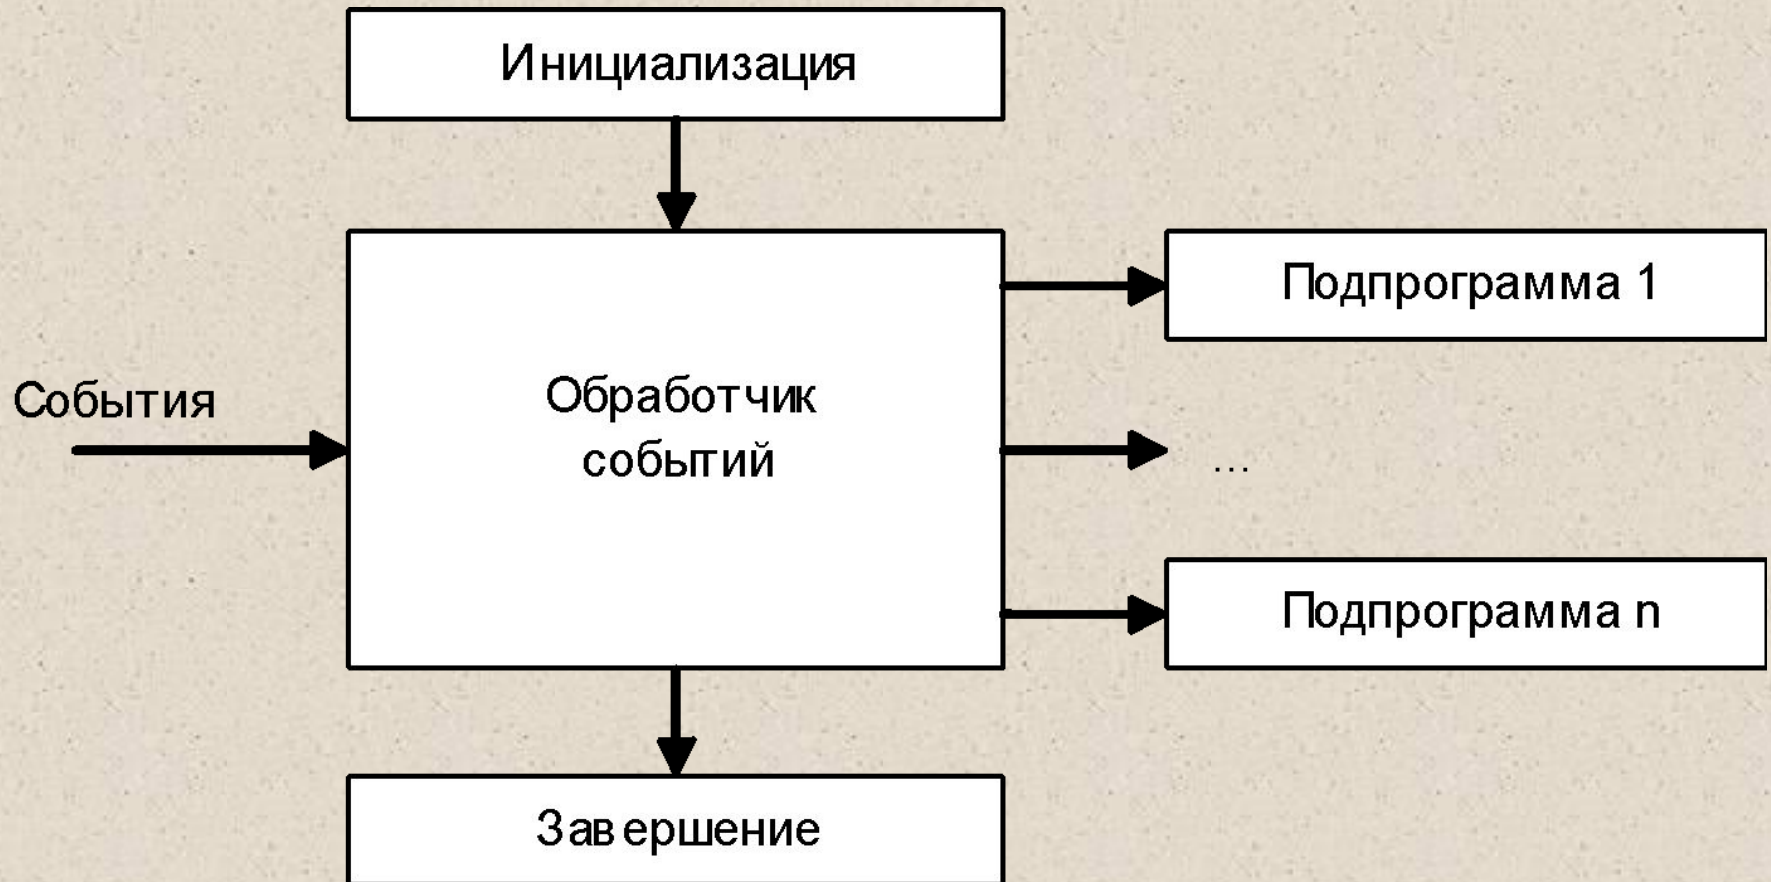 Инициализация
Подпрограмма 1
События
Обработчик
событий
...
Подпрограмма n
Завершение